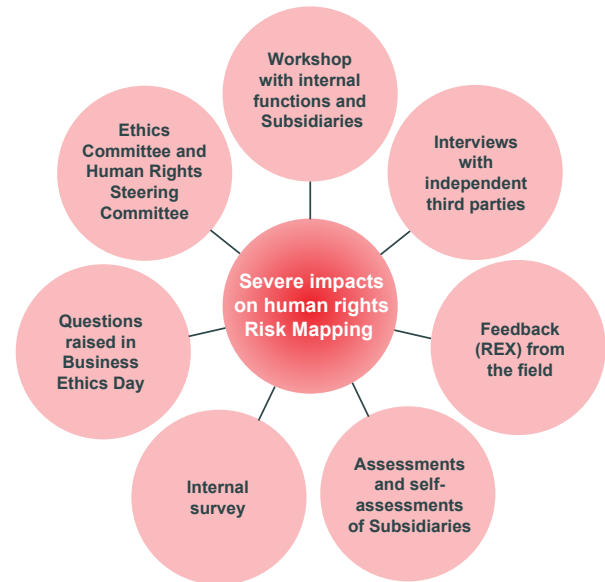 Workshop
with internal
functions and
Subsidiaries
Interviews
with
independent
third parties
Feedback
(REX) from
the field
Assessments
and self-
assessments
of Subsidiaries
Internal
survey
Questions
raised in
Business
Ethics Day
Ethics
Committee and
Human Rights
Steering
Committee
Severe impacts
on human rights
Risk Mapping